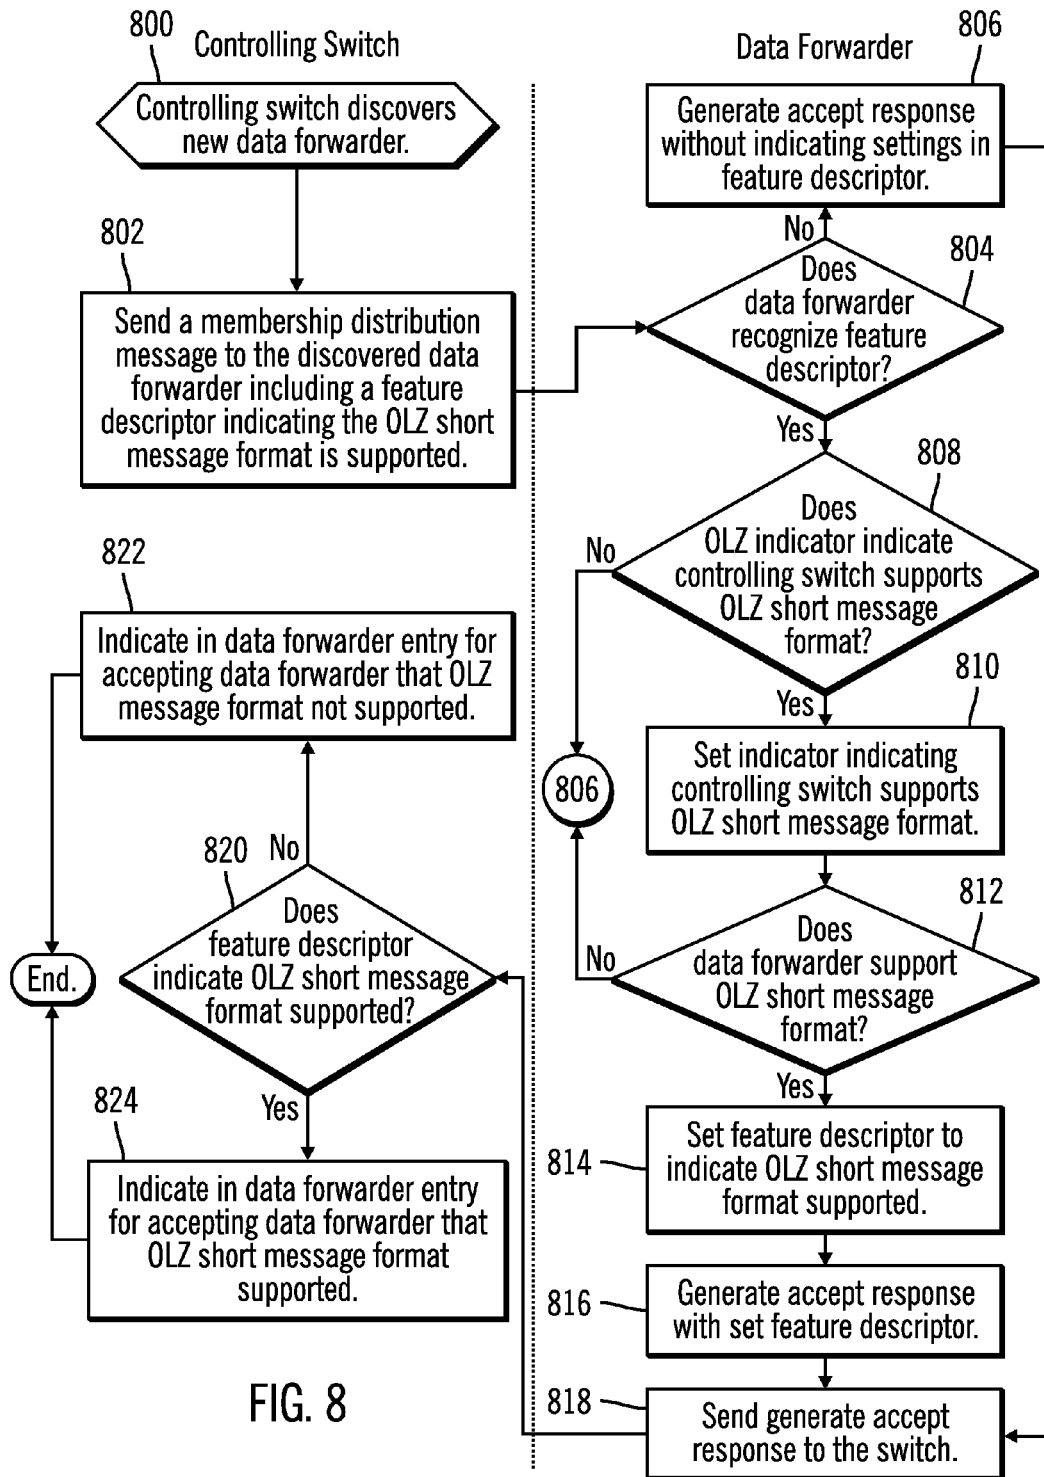 Controlling Switch
800
Controlling switch discovers
new data forwarder.
802
Send a membership distribution
message to the discovered data
forwarder including a feature
descriptor indicating the OLZ short
message format is supported.
822
Indicate in data forwarder entry for
accepting data forwarder that OLZ
message format not supported.
820
No
Does
feature descriptor
indicate OLZ short message
format supported?
End.
Yes
824
Indicate in data forwarder entry
for accepting data forwarder that
OLZ short message format
supported.
FIG. 8
Data Forwarder
806
Generate accept response
without indicating settings in
feature descriptor.
No
804
Does
data forwarder
recognize feature
descriptor?
Yes
808
Does
OLZ indicator indicate
controlling switch supports
OLZ short message
format?
No
Yes
810
Set indicator indicating
controlling switch supports
OLZ short message format.
806
812
Does
data forwarder support
OLZ short message
format?
No
Yes
814
Set feature descriptor to
indicate OLZ short message
format supported.
816
Generate accept response
with set feature descriptor.
818
Send generate accept
response to the switch.